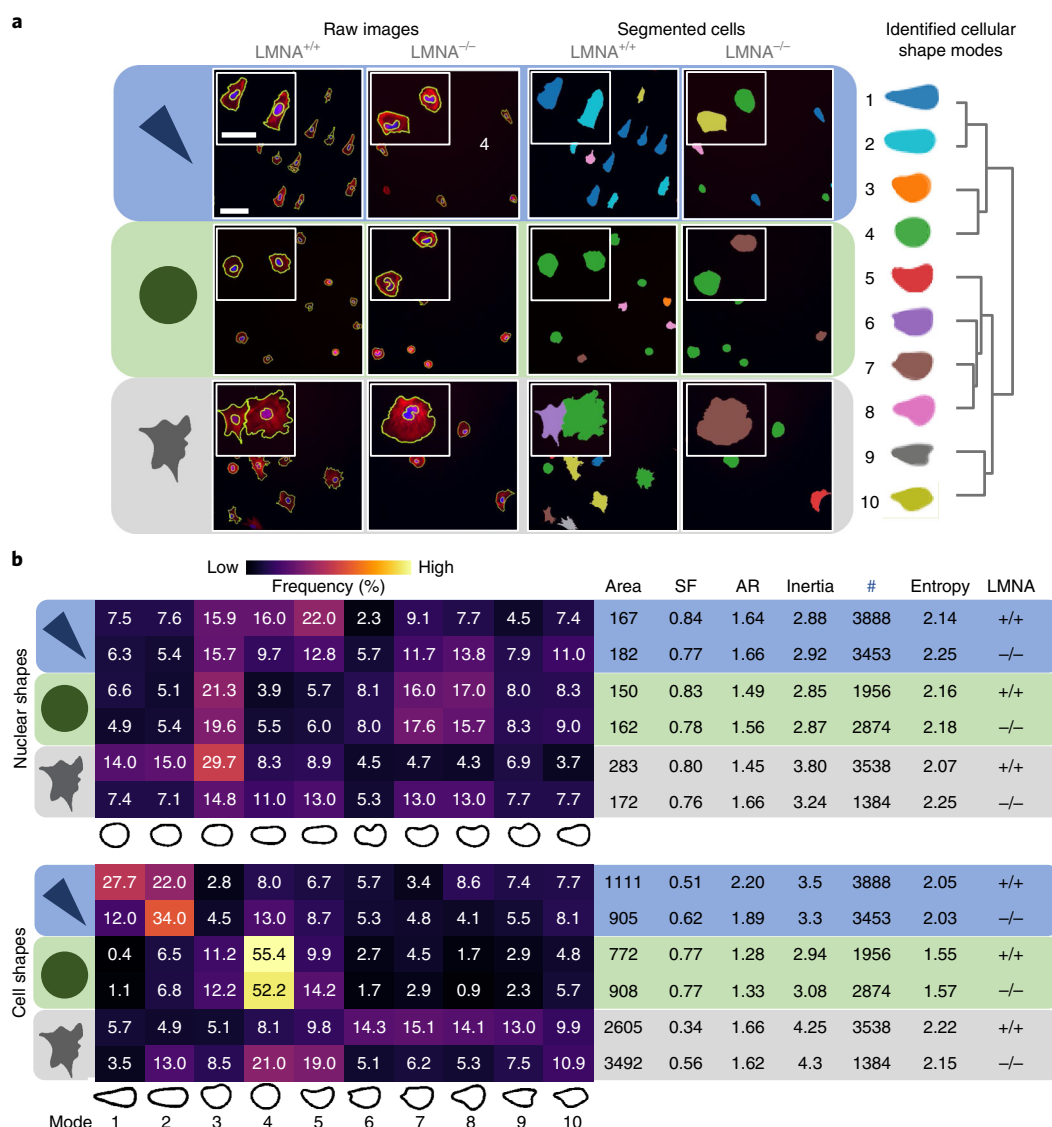 a
Raw images Segmented cells Identified cellular
shape modes
LMNA+/+ LMNA–/– LMNA+/+ LMNA–/–
1
4
2
3
4
5
6
7
8
9
10
b
Low High
Frequency (%) Area SF AR Inertia # Entropy LMNA
Nuclear shapes
7.5 7.6 15.9 16.0 22.0 2.3 9.1 7.7 4.5 7.4 167 0.84 1.64 2.88 3888 2.14 +/+
6.3 5.4 15.7 9.7 12.8 5.7 11.7 13.8 7.9 11.0 182 0.77 1.66 2.92 3453 2.25 –/–
6.6 5.1 21.3 3.9 5.7 8.1 16.0 17.0 8.0 8.3 150 0.83 1.49 2.85 1956 2.16 +/+
4.9 5.4 19.6 5.5 6.0 8.0 17.6 15.7 8.3 9.0 162 0.78 1.56 2.87 2874 2.18 –/–
14.0 15.0 29.7 8.3 8.9 4.5 4.7 4.3 6.9 3.7 283 0.80 1.45 3.80 3538 2.07 +/+
7.4 7.1 14.8 11.0 13.0 5.3 13.0 13.0 7.7 7.7 172 0.76 1.66 3.24 1384 2.25 –/–
Cell shapes
27.7 22.0 2.8 8.0 6.7 5.7 3.4 8.6 7.4 7.7 1111 0.51 2.20 3.5 3888 2.05 +/+
12.0 34.0 4.5 13.0 8.7 5.3 4.8 4.1 5.5 8.1 905 0.62 1.89 3.3 3453 2.03 –/–
0.4 6.5 11.2 55.4 9.9 2.7 4.5 1.7 2.9 4.8 772 0.77 1.28 2.94 1956 1.55 +/+
1.1 6.8 12.2 52.2 14.2 1.7 2.9 0.9 2.3 5.7 908 0.77 1.33 3.08 2874 1.57 –/–
5.7 4.9 5.1 8.1 9.8 14.3 15.1 14.1 13.0 9.9 2605 0.34 1.66 4.25 3538 2.22 +/+
3.5 13.0 8.5 21.0 19.0 5.1 6.2 5.3 7.5 10.9 3492 0.56 1.62 4.3 1384 2.15 –/–
Mode 1 2 3 4 5 6 7 8 9 10